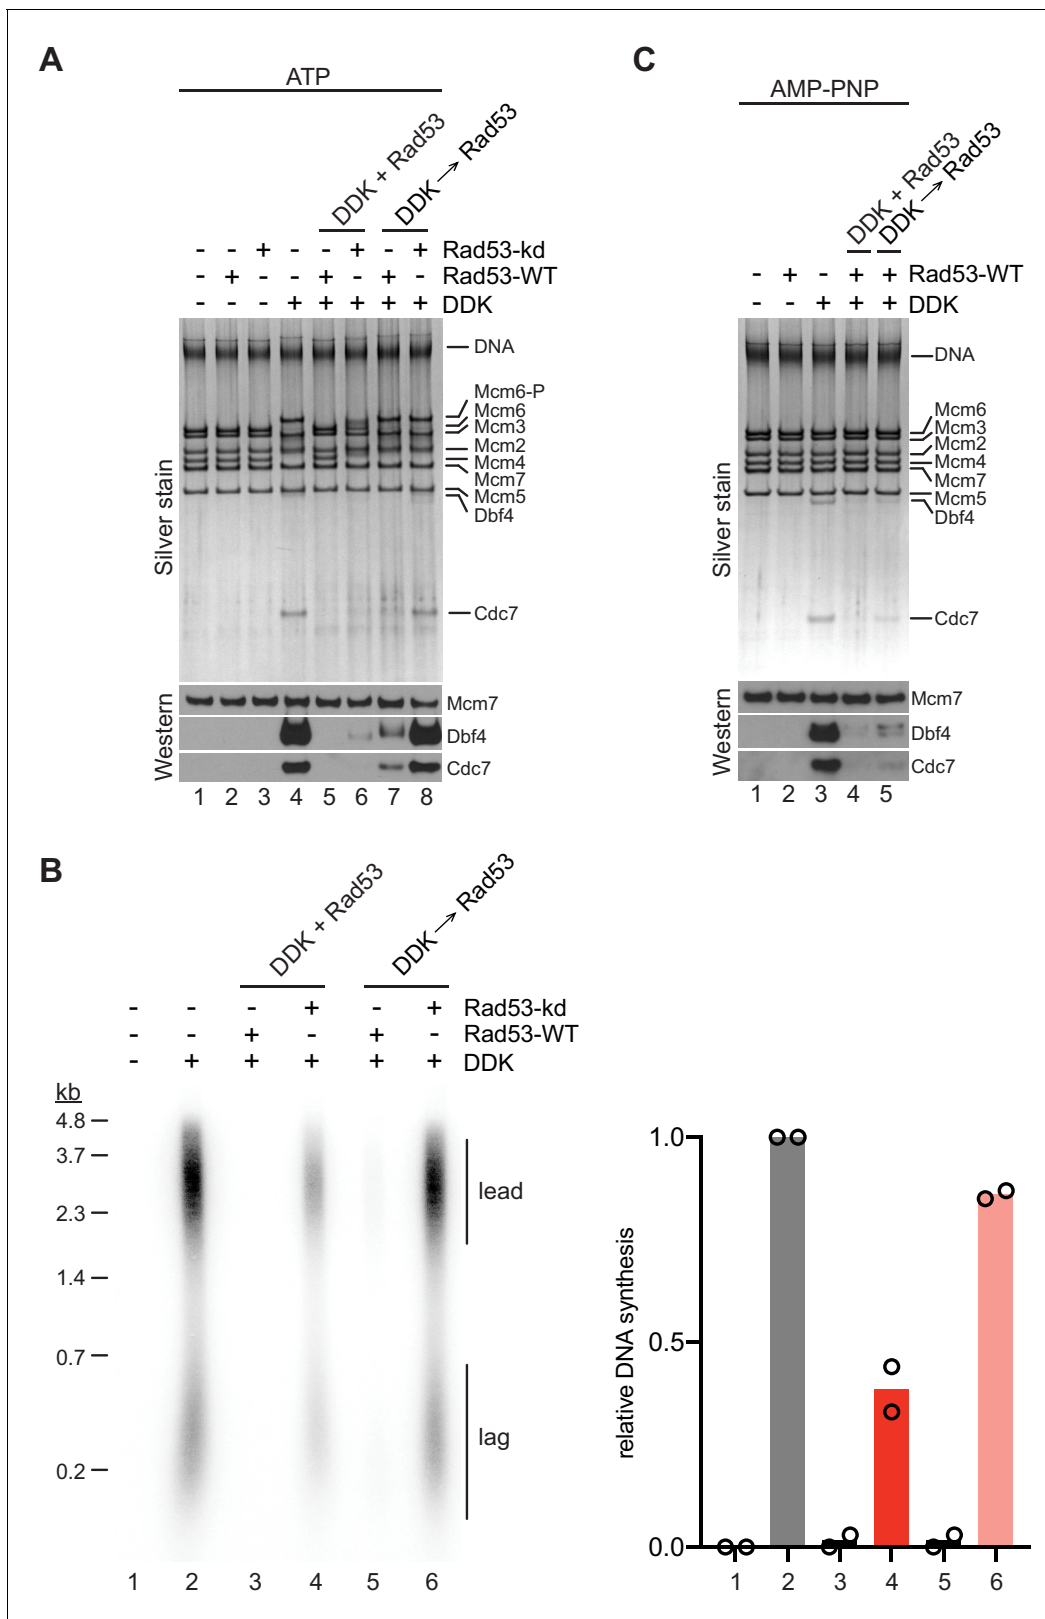 A
ATP
DDK + Rad53
DDK → Rad53
- - + - - + - + Rad53-kd
- + - - + - + - Rad53-WT
- - - + + + + + DDK
Silver stain
DNA
Mcm6-P
Mcm6
Mcm3
Mcm2
Mcm4
Mcm7
Mcm5
Dbf4
Cdc7
Western
Mcm7
Dbf4
Cdc7
1 2 3 4 5 6 7 8
C
AMP-PNP
DDK + Rad53
DDK → Rad53
- + - + + Rad53-WT
- - + + + DDK
Silver stain
DNA
Mcm6
Mcm3
Mcm2
Mcm4
Mcm7
Mcm5
Dbf4
Cdc7
Western
Mcm7
Dbf4
Cdc7
1 2 3 4 5
B
DDK + Rad53
DDK → Rad53
- - - + - + Rad53-kd
- - + - + - Rad53-WT
- + + + + + DDK
kb
4.8
3.7
2.3
1.4
0.7
0.2
lead
lag
1 2 3 4 5 6
relative DNA synthesis
1.0
0.5
0.0
1 2 3 4 5 6